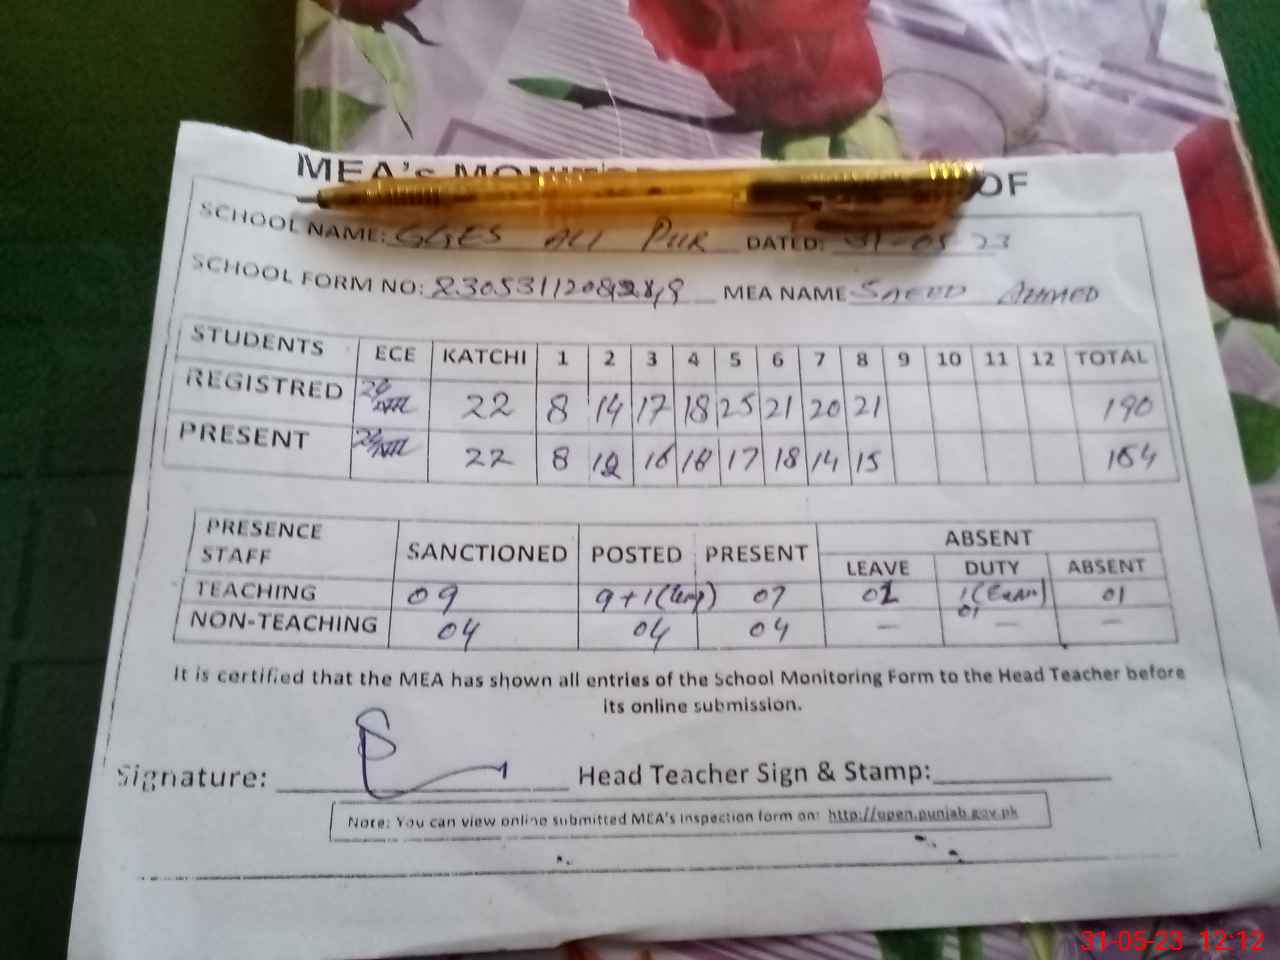 MEA's MONITOR OF
SCHOOL NAME: GGES ALI PUR DATED: 31-05-23
SCHOOL FORM NO: MEA NAME SAEED AHMED
STUDENTS ECE KATCHI 1 2 3 4 5 6 7 8 9 10 11 12 TOTAL
REGISTRED 22 8 14 17 18 25 21 20 21 190
PRESENT 22 8 12 16 18 17 18 14 15 164
PRESENCE STAFF SANCTIONED POSTED PRESENT ABSENT
LEAVE DUTY ABSENT
TEACHING 09 9+1(temp) 07 1(Exam) 01
01
NON-TEACHING 04 04 04 — — —
It is certified that the MEA has shown all entries of the School Monitoring Form to the Head Teacher before
its online submission.
Signature: Head Teacher Sign & Stamp:
Note: You can view online submitted MEA's inspection form on: http://open.punjab.gov.pk
31-05-23 12:12